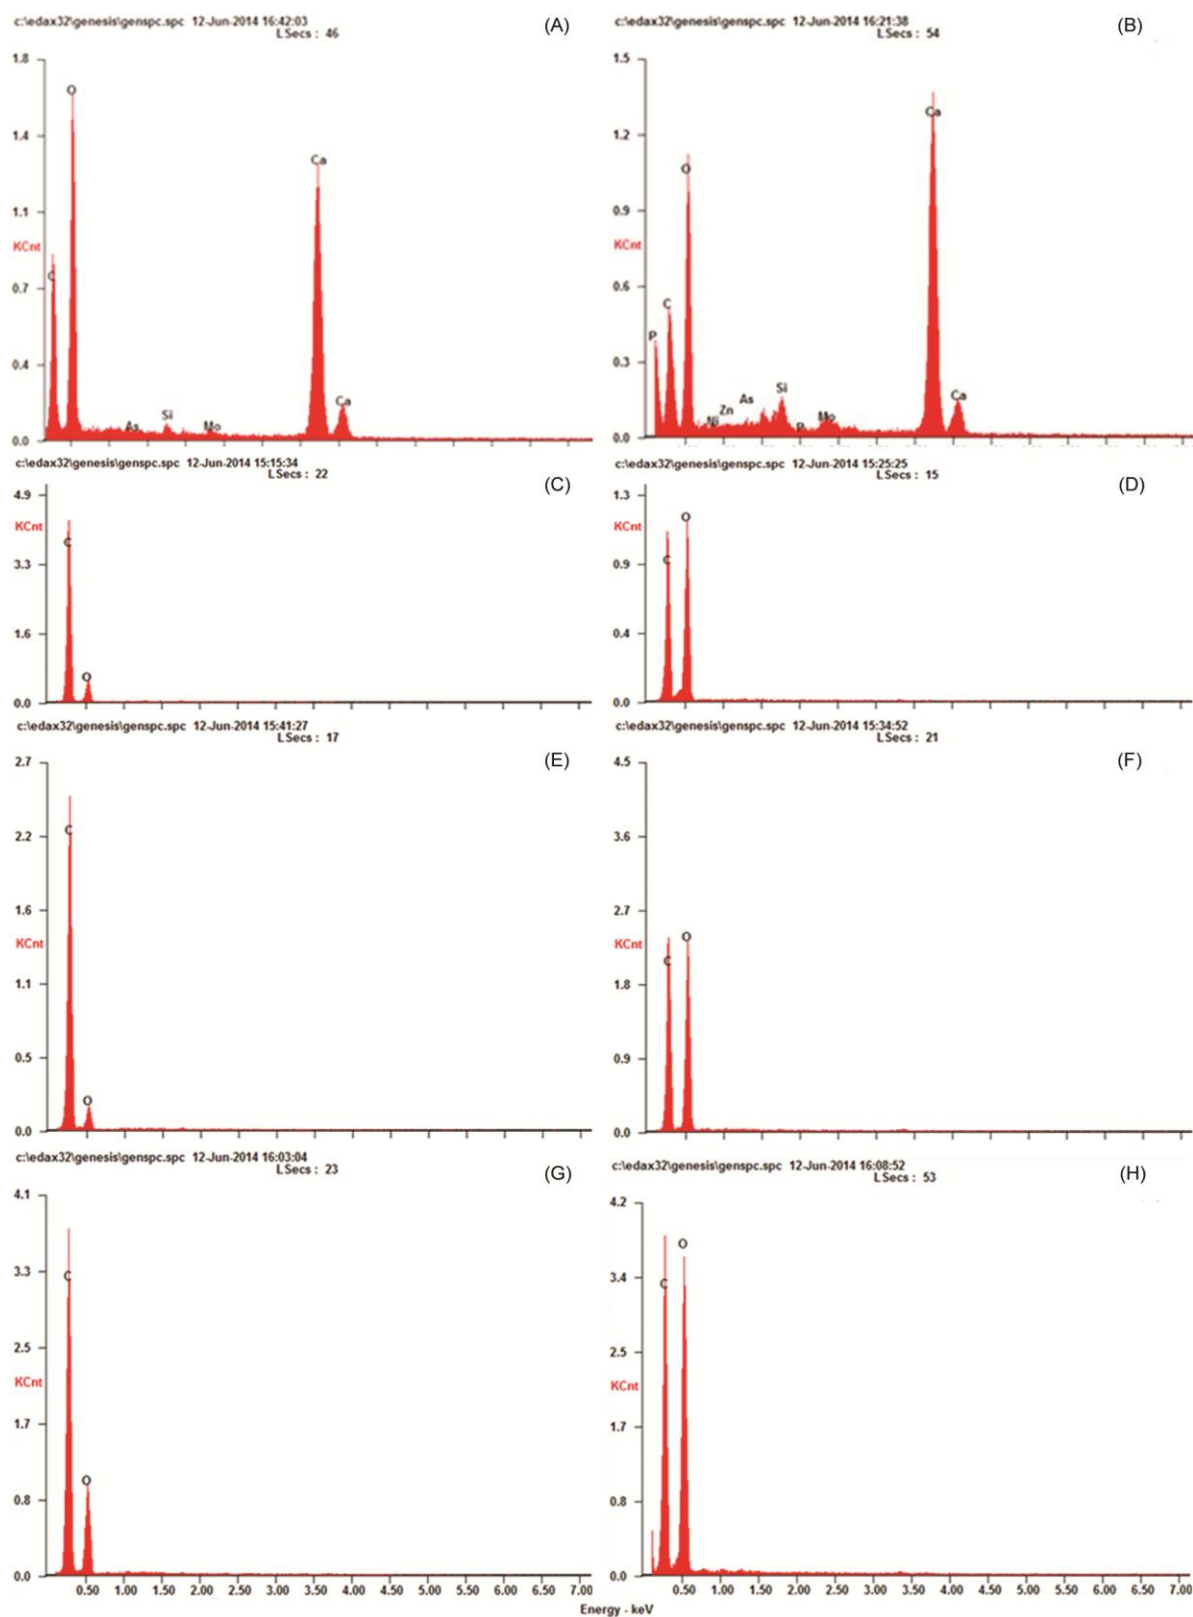 c:\edax32\genesis\genspc.spc 12-Jun-2014 16:42:03
LSecs : 46
(A)
1.8
1.4
1.1
KCnt
0.7
0.4
0.0
O
C
Ca
Ca
As
Si
Mo
c:\edax32\genesis\genspc.spc 12-Jun-2014 16:21:38
LSecs : 54
(B)
1.5
1.2
0.9
KCnt
0.6
0.3
0.0
P
C
O
Ni
Zn
As
Si
P
Mo
Ca
Ca
c:\edax32\genesis\genspc.spc 12-Jun-2014 15:15:34
LSecs : 22
(C)
4.9
KCnt
3.3
1.6
0.0
C
O
c:\edax32\genesis\genspc.spc 12-Jun-2014 15:25:25
LSecs : 15
(D)
1.3
KCnt
0.9
0.4
0.0
C
O
c:\edax32\genesis\genspc.spc 12-Jun-2014 15:41:27
LSecs : 17
(E)
2.7
2.2
1.6
KCnt
1.1
0.5
0.0
C
O
c:\edax32\genesis\genspc.spc 12-Jun-2014 15:34:52
LSecs : 21
(F)
4.5
3.6
2.7
KCnt
1.8
0.9
0.0
C
O
c:\edax32\genesis\genspc.spc 12-Jun-2014 16:03:04
LSecs : 23
(G)
4.1
3.3
2.5
KCnt
1.7
0.8
0.0
C
O
0.50 1.00 1.50 2.00 2.50 3.00 3.50 4.00 4.50 5.00 5.50 6.00 6.50 7.00
c:\edax32\genesis\genspc.spc 12-Jun-2014 16:08:52
LSecs : 53
(H)
4.2
3.4
2.5
KCnt
1.7
0.8
0.0
C
O
0.50 1.00 1.50 2.00 2.50 3.00 3.50 4.00 4.50 5.00 5.50 6.00 6.50 7.00
Energy - keV